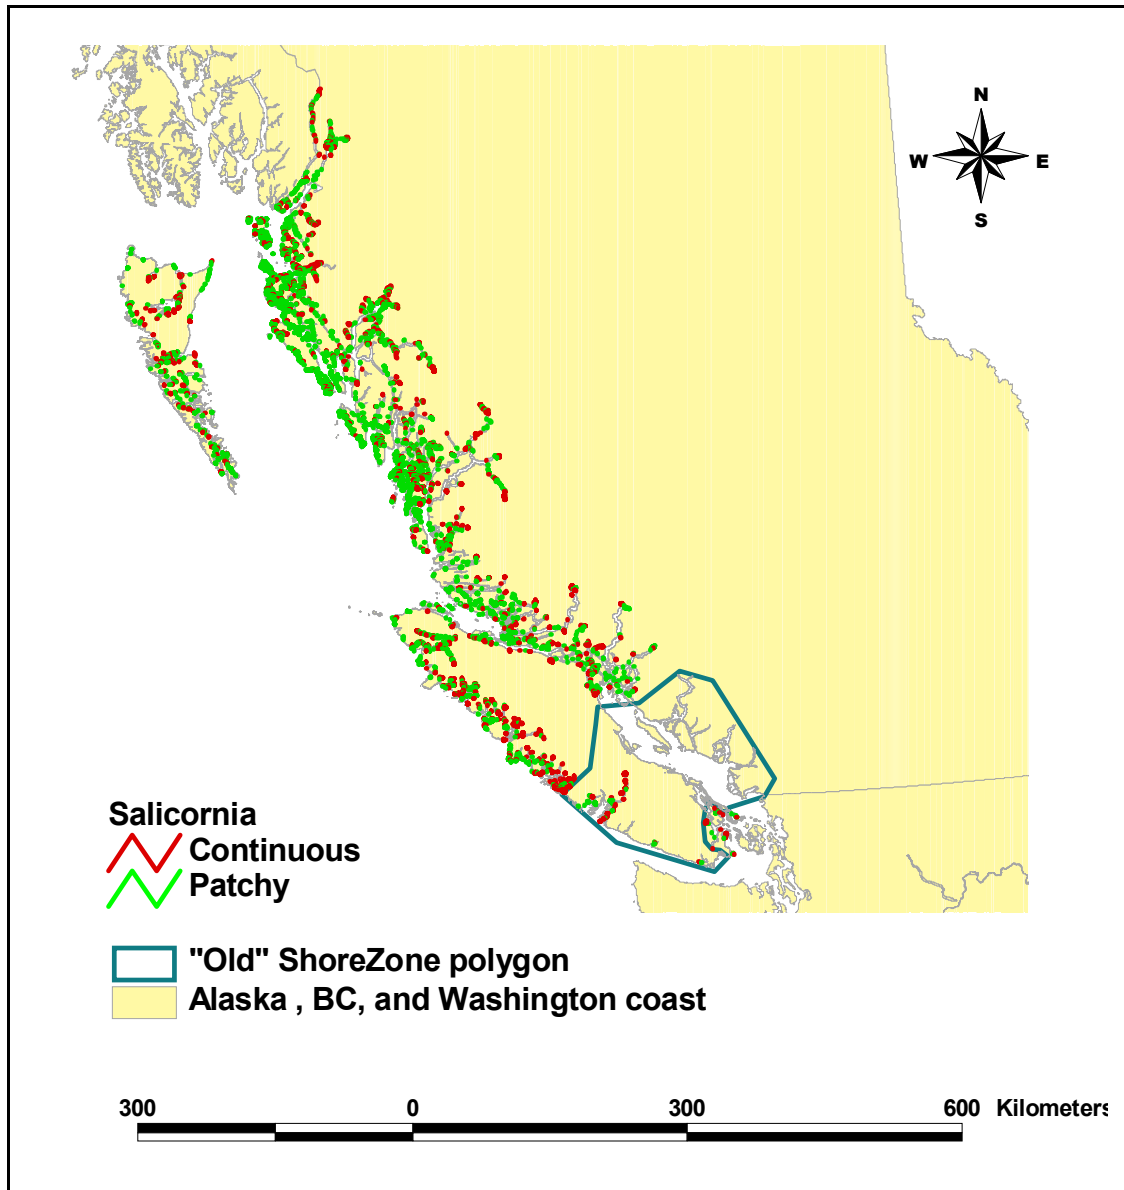 N
W E
S
Salicornia
Continuous
Patchy
"Old" ShoreZone polygon
Alaska , BC, and Washington coast
300 0 300 600 Kilometers